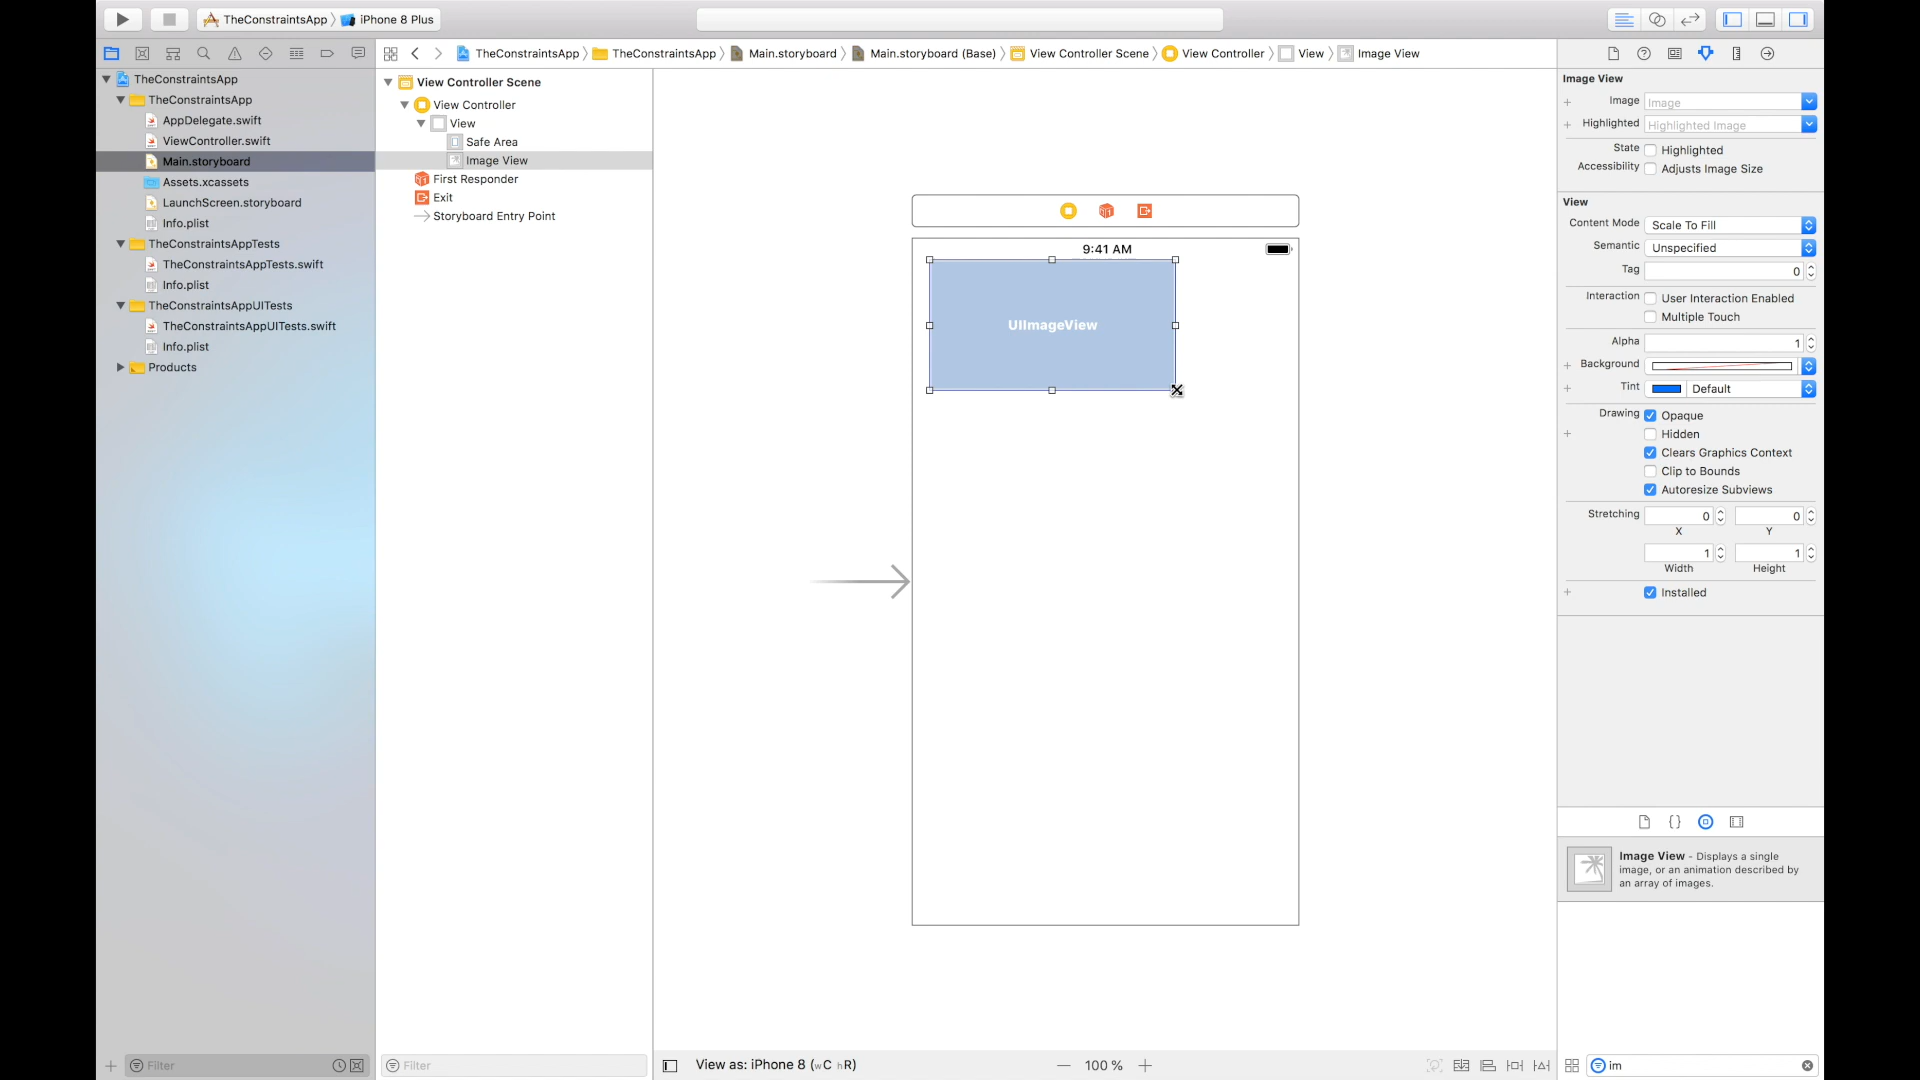 TheConstraintsApp iPhone 8 Plus
TheConstraintsApp TheConstraintsApp Main.storyboard Main.storyboard (Base) View Controller Scene View Controller View Image View
TheConstraintsApp
TheConstraintsApp
AppDelegate.swift
ViewController.swift
Main.storyboard
Assets.xcassets
LaunchScreen.storyboard
Info.plist
TheConstraintsAppTests
TheConstraintsAppTests.swift
Info.plist
TheConstraintsAppUITests
TheConstraintsAppUITests.swift
Info.plist
Products
Filter
View Controller Scene
View Controller
View
Safe Area
Image View
First Responder
Exit
Storyboard Entry Point
Filter
9:41 AM
UIImageView
View as: iPhone 8 (wC hR)
100 %
Image View
Image Image
Highlighted Highlighted Image
State Highlighted
Accessibility Adjusts Image Size
View
Content Mode Scale To Fill
Semantic Unspecified
Tag 0
Interaction User Interaction Enabled
Multiple Touch
Alpha 1
Background
Tint Default
Drawing Opaque
Hidden
Clears Graphics Context
Clip to Bounds
Autoresize Subviews
Stretching 0 0
X Y
1 1
Width Height
Installed
Image View - Displays a single
image, or an animation described by
an array of images.
im